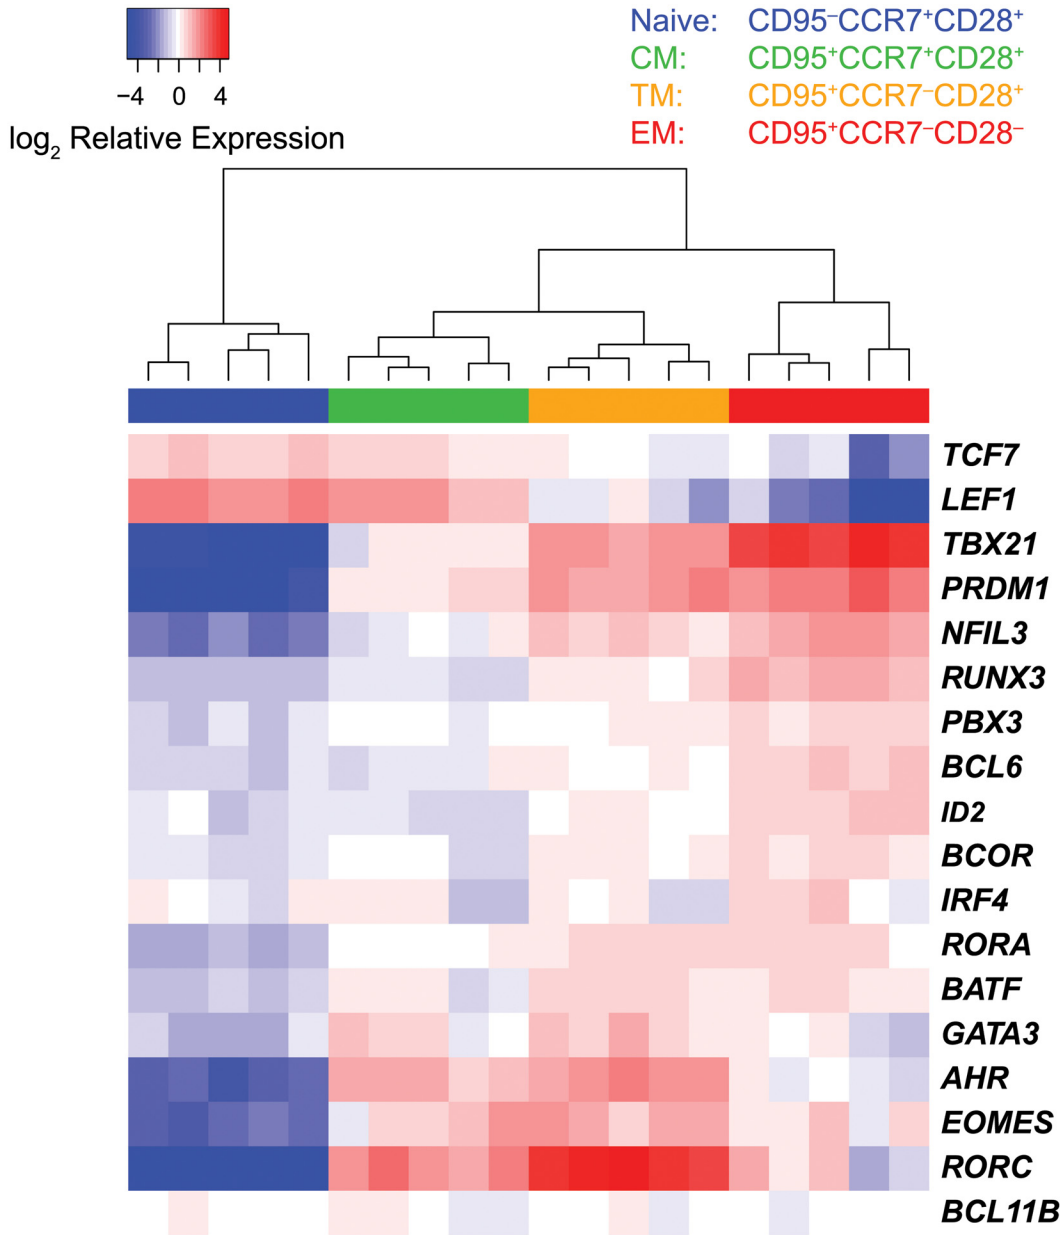 −4 0 4
log₂ Relative Expression
Naive: CD95⁻CCR7⁺CD28⁺
CM: CD95⁺CCR7⁺CD28⁺
TM: CD95⁺CCR7⁻CD28⁺
EM: CD95⁺CCR7⁻CD28⁻
TCF7
LEF1
TBX21
PRDM1
NFIL3
RUNX3
PBX3
BCL6
ID2
BCOR
IRF4
RORA
BATF
GATA3
AHR
EOMES
RORC
BCL11B